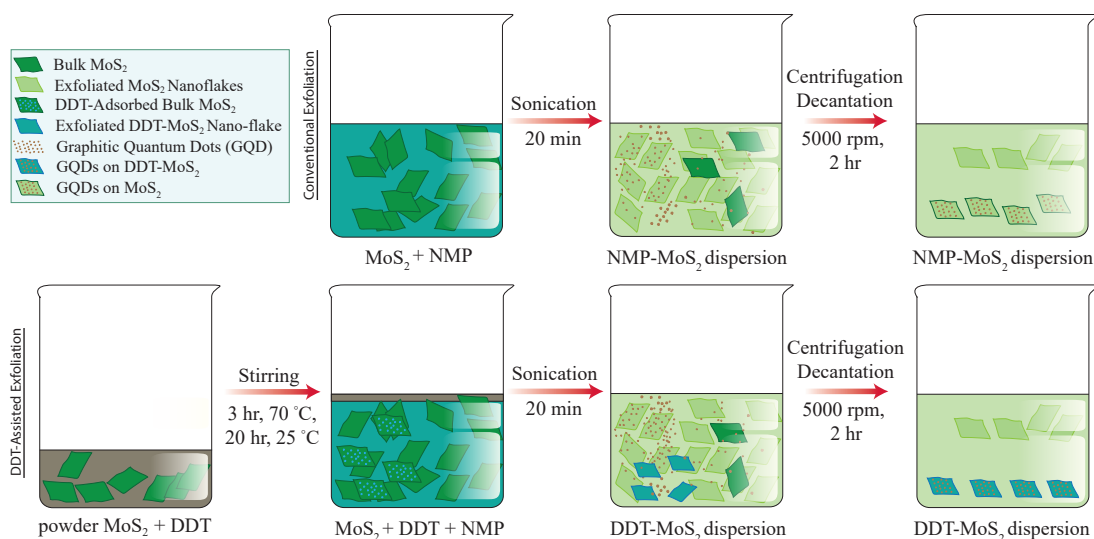 Bulk MoS₂
Exfoliated MoS₂ Nanoflakes
DDT-Adsorbed Bulk MoS₂
Exfoliated DDT-MoS₂ Nano-flake
Graphitic Quantum Dots (GQD)
GQDs on DDT-MoS₂
GQDs on MoS₂
Conventional Exfoliation
MoS₂ + NMP
Sonication
20 min
NMP-MoS₂ dispersion
Centrifugation
Decantation
5000 rpm,
2 hr
NMP-MoS₂ dispersion
DDT-Assisted Exfoliation
powder MoS₂ + DDT
Stirring
3 hr, 70 °C,
20 hr, 25 °C
MoS₂ + DDT + NMP
Sonication
20 min
DDT-MoS₂ dispersion
Centrifugation
Decantation
5000 rpm,
2 hr
DDT-MoS₂ dispersion